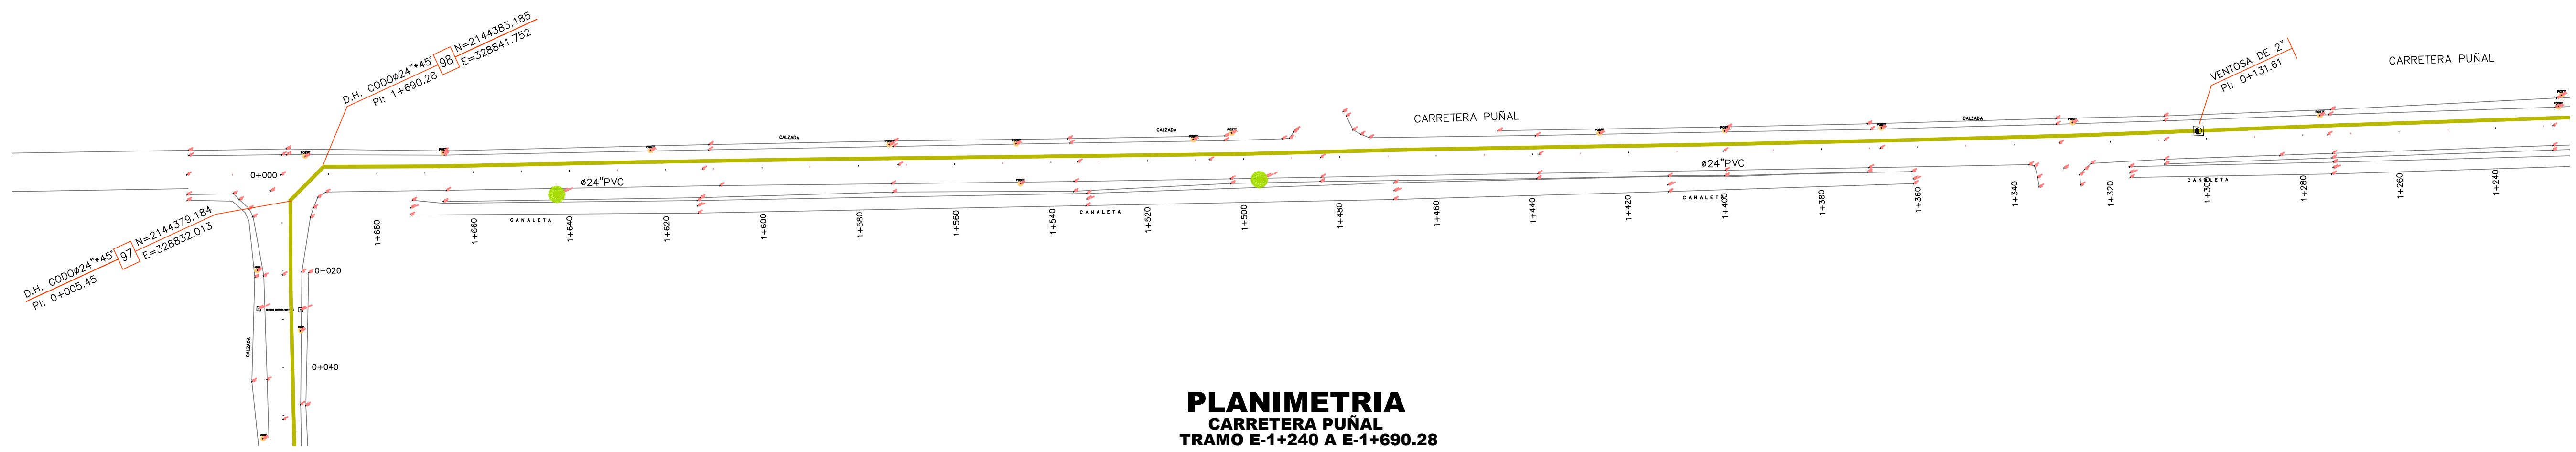 D.H. CODOø24"*45°
PI: 1+690.28
98
N=2144383.185
E=328841.752
VENTOSA DE 2"
PI: 0+131.61
CARRETERA PUÑAL
CARRETERA PUÑAL
CALZADA
CALZADA
CALZADA
ø24"PVC
ø24"PVC
0+000
CANALETA
CANALETA
CANALETA
CANALETA
1+680
1+660
1+640
1+620
1+600
1+580
1+560
1+540
1+520
1+500
1+480
1+460
1+440
1+420
1+400
1+380
1+360
1+340
1+320
1+300
1+280
1+260
1+240
D.H. CODOø24"*45°
PI: 0+005.45
97
N=2144379.184
E=328832.013
0+020
CALZADA
0+040
PLANIMETRIA
CARRETERA PUÑAL
TRAMO E-1+240 A E-1+690.28